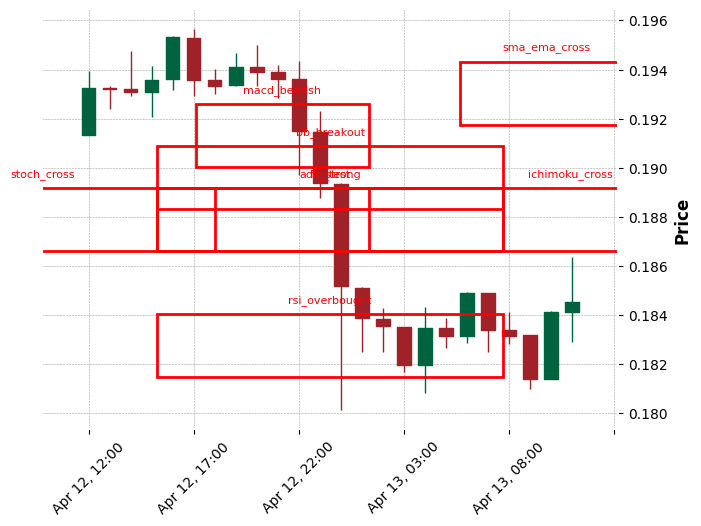 0.196
sma_ema_cross
0.194
macd_bearish
0.192
bb_breakout
0.190
stoch_cross
ichimoku_cross
0.188
Price
0.186
rsi_overbought
0.184
0.182
0.180
Apr 12, 12:00
Apr 12, 17:00
Apr 12, 22:00
Apr 13, 03:00
Apr 13, 08:00